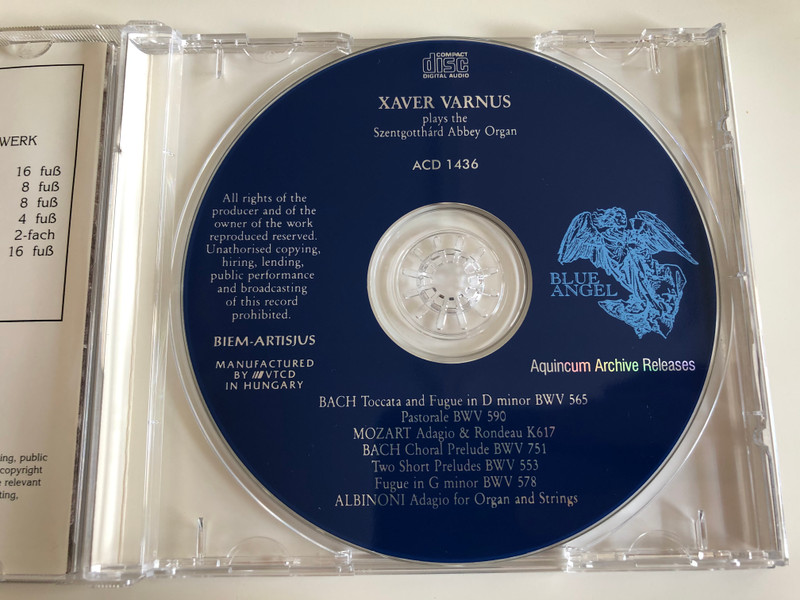 WERK
16 fuß
8 fuß
8 fuß
4 fuß
2-fach
16 fuß
ing, public
copyright
relevant
ting,
COMPACT
disc
DIGITAL AUDIO
XAVER VARNUS
plays the
Szentgotthárd Abbey Organ
ACD 1436
All rights of the
producer and of the
owner of the work
reproduced reserved.
Unathorised copying,
hiring, lending,
public performance
and broadcasting
of this record
prohibited.
BIEM-ARTISJUS
MANUFACTURED
BY VTCD
IN HUNGARY
BLUE
ANGEL
Aquincum Archive Releases
BACH Toccata and Fugue in D minor BWV 565
Pastorale BWV 590
MOZART Adagio & Rondeau K617
BACH Choral Prelude BWV 751
Two Short Preludes BWV 553
Fugue in G minor BWV 578
ALBINONI Adagio for Organ and Strings